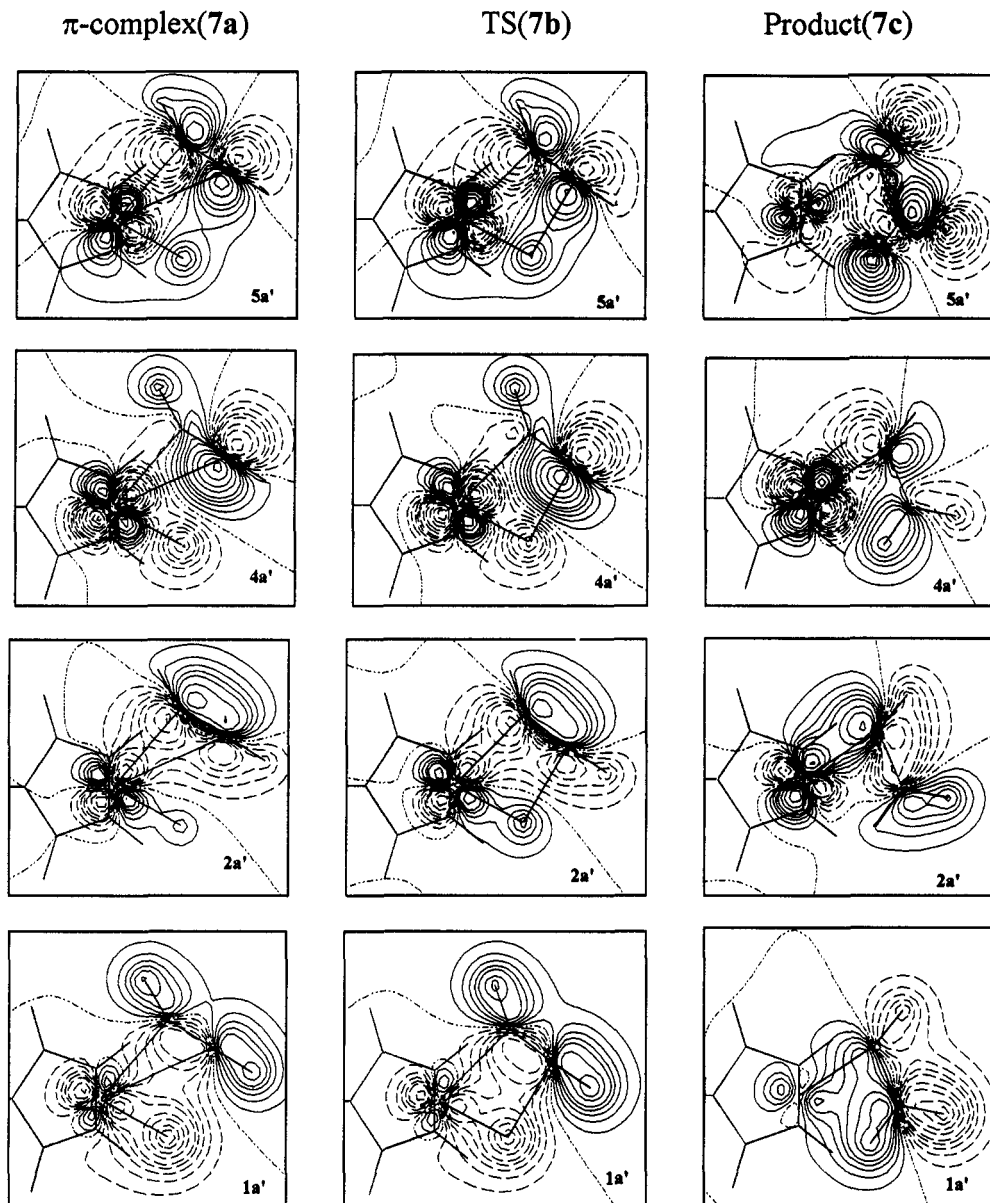 π-complex(7a) TS(7b) Product(7c)
5a' 5a' 5a'
4a' 4a' 4a'
2a' 2a' 2a'
1a' 1a' 1a'